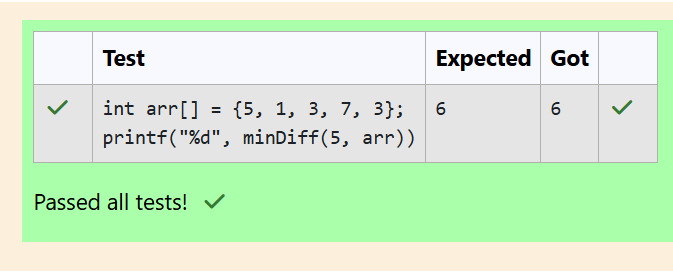 Test Expected Got
int arr[] = {5, 1, 3, 7, 3}; 6 6
printf("%d", minDiff(5, arr))
Passed all tests!